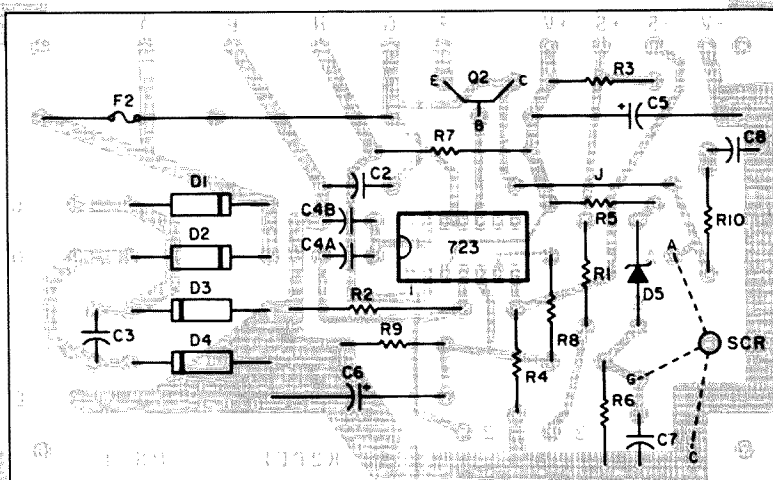 E Q2 C
R3
F2
+ C5
B
R7
C8
D1
C2
J
C4B
R5
R10
D2
C4A
723
R1
A
D3
1
D5
R2
C3
R8
SCR
D4
R9
R4
C6
G
+
R6
C7
C